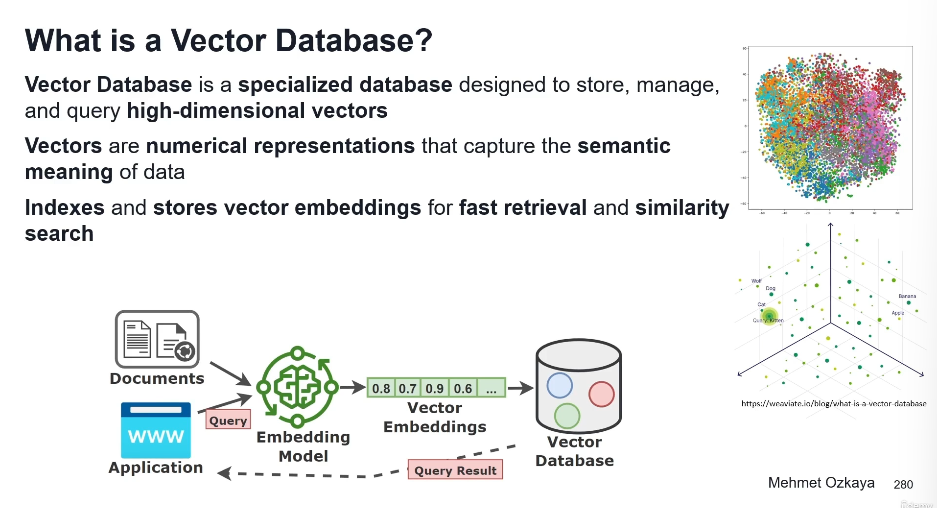 What is a Vector Database?
Vector Database is a specialized database designed to store, manage,
and query high-dimensional vectors
Vectors are numerical representations that capture the semantic
meaning of data
Indexes and stores vector embeddings for fast retrieval and similarity
search
Wolf
Dog
Cat
Query: Kitten
Banana
Apple
https://weaviate.io/blog/what-is-a-vector-database
Documents
WWW
Application
Query
Embedding
Model
0.8 0.7 0.9 0.6 ...
Vector
Embeddings
Vector
Database
Query Result
Mehmet Ozkaya 280